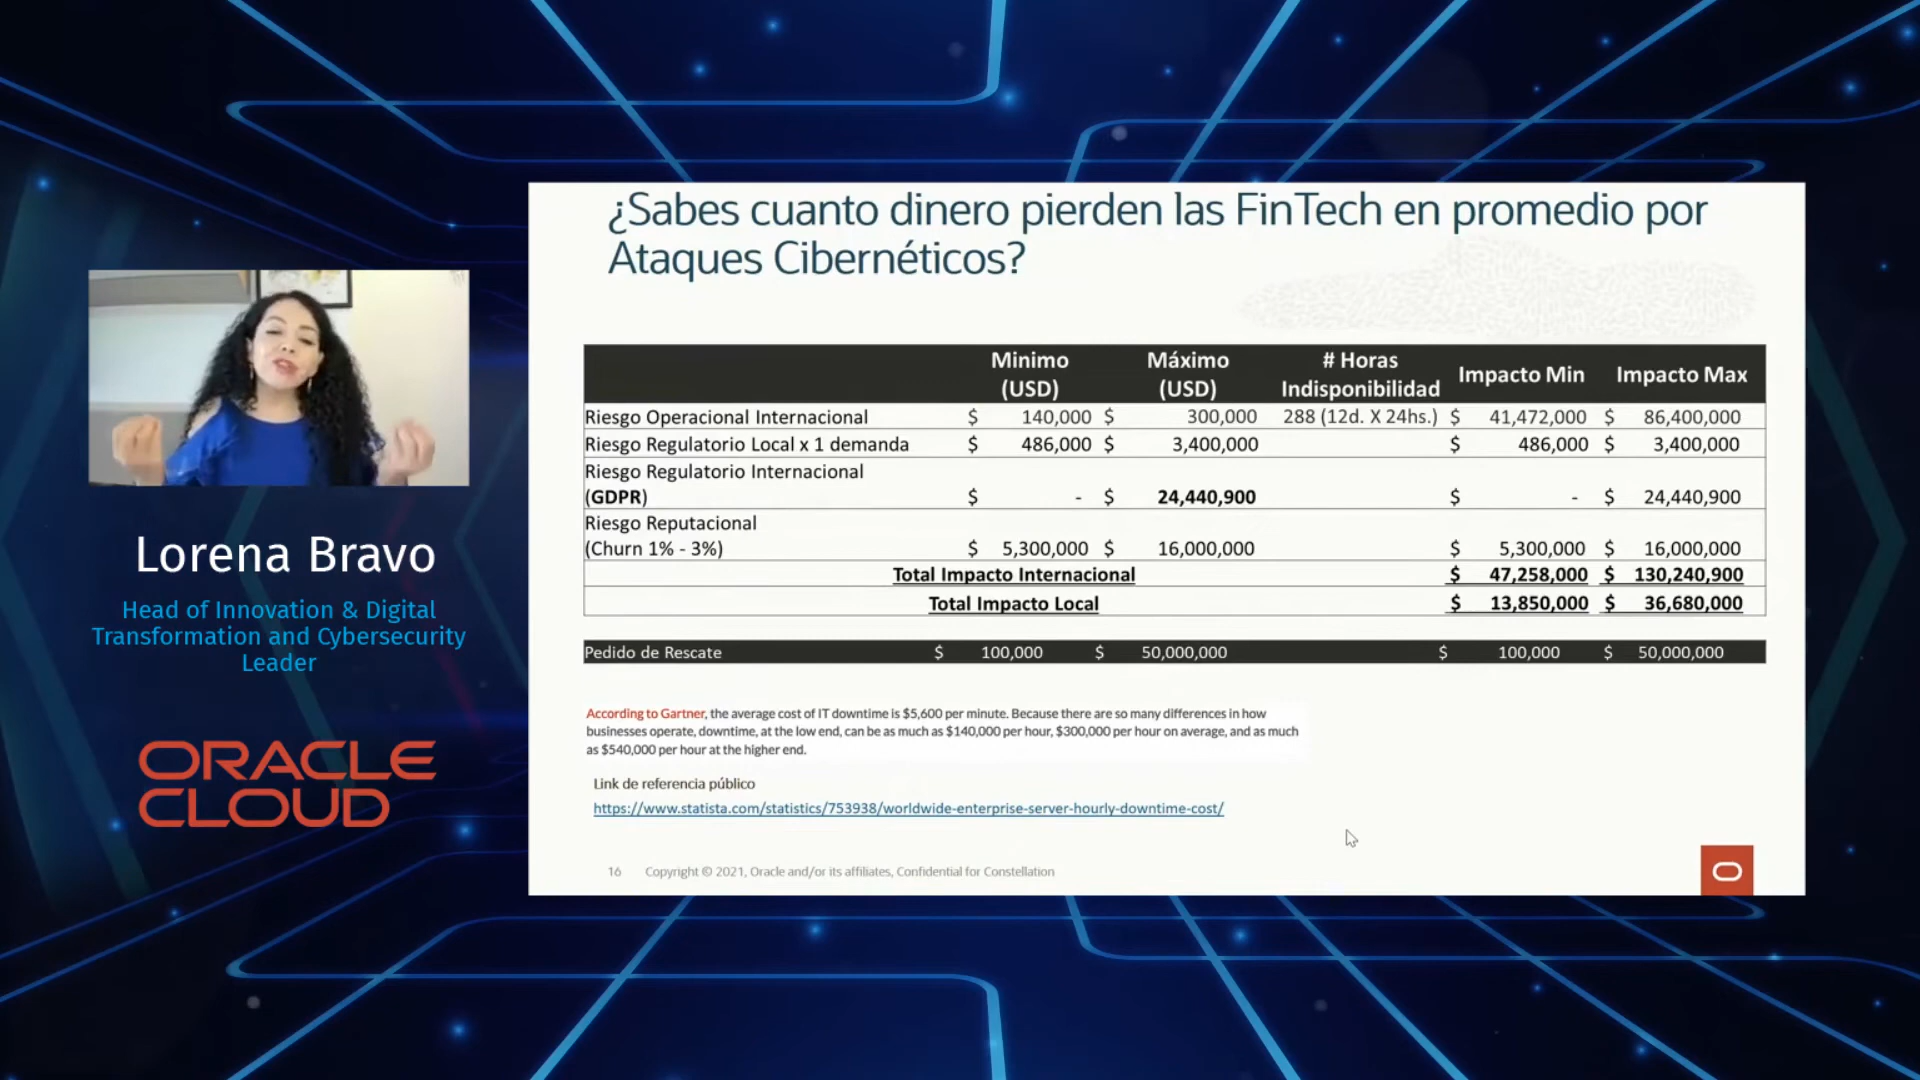 ¿Sabes cuanto dinero pierden las FinTech en promedio por
Ataques Cibernéticos?
Minimo (USD) Máximo (USD) # Horas Indisponibilidad Impacto Min Impacto Max
Riesgo Operacional Internacional $ 140,000 $ 300,000 288 (12d. X 24hs.) $ 41,472,000 $ 86,400,000
Riesgo Regulatorio Local x 1 demanda $ 486,000 $ 3,400,000 $ 486,000 $ 3,400,000
Riesgo Regulatorio Internacional
(GDPR) $ - $ 24,440,900 $ - $ 24,440,900
Riesgo Reputacional
(Churn 1% - 3%) $ 5,300,000 $ 16,000,000 $ 5,300,000 $ 16,000,000
Total Impacto Internacional $ 47,258,000 $ 130,240,900
Total Impacto Local $ 13,850,000 $ 36,680,000
Pedido de Rescate $ 100,000 $ 50,000,000 $ 100,000 $ 50,000,000
According to Gartner, the average cost of IT downtime is $5,600 per minute. Because there are so many differences in how
businesses operate, downtime, at the low end, can be as much as $140,000 per hour, $300,000 per hour on average, and as much
as $540,000 per hour at the higher end.
Link de referencia público
https://www.statista.com/statistics/753938/worldwide-enterprise-server-hourly-downtime-cost/
16 Copyright © 2021, Oracle and/or its affiliates, Confidential for Constellation
Lorena Bravo
Head of Innovation & Digital
Transformation and Cybersecurity
Leader
ORACLE
CLOUD